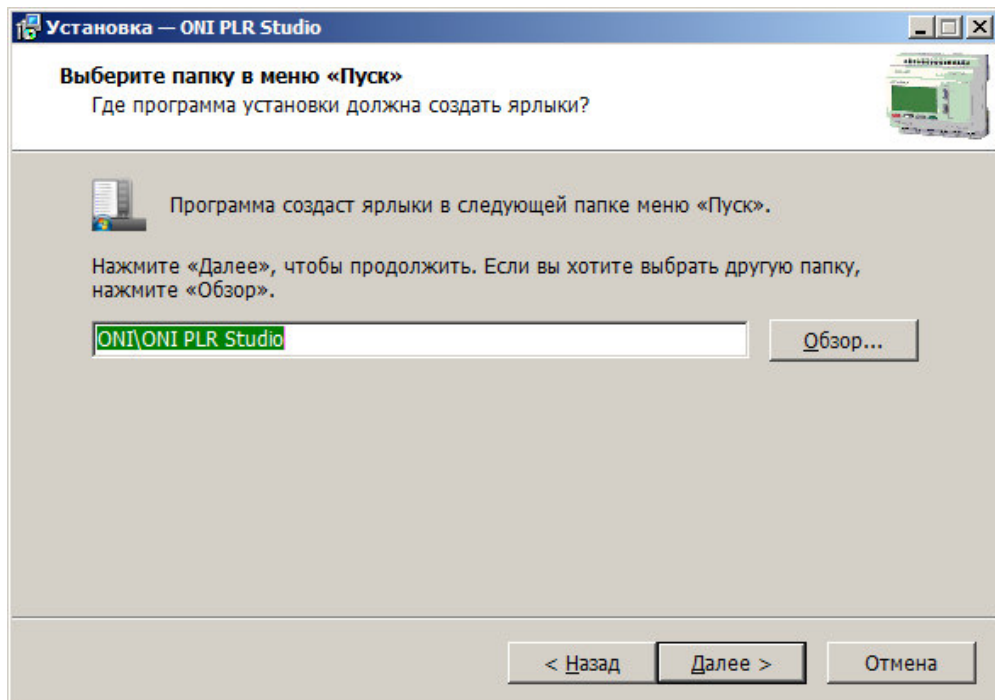 Установка — ONI PLR Studio
Выберите папку в меню «Пуск»
Где программа установки должна создать ярлыки?
Программа создаст ярлыки в следующей папке меню «Пуск».
Нажмите «Далее», чтобы продолжить. Если вы хотите выбрать другую папку,
нажмите «Обзор».
ONI\ONI PLR Studio
Обзор...
< Назад
Далее >
Отмена